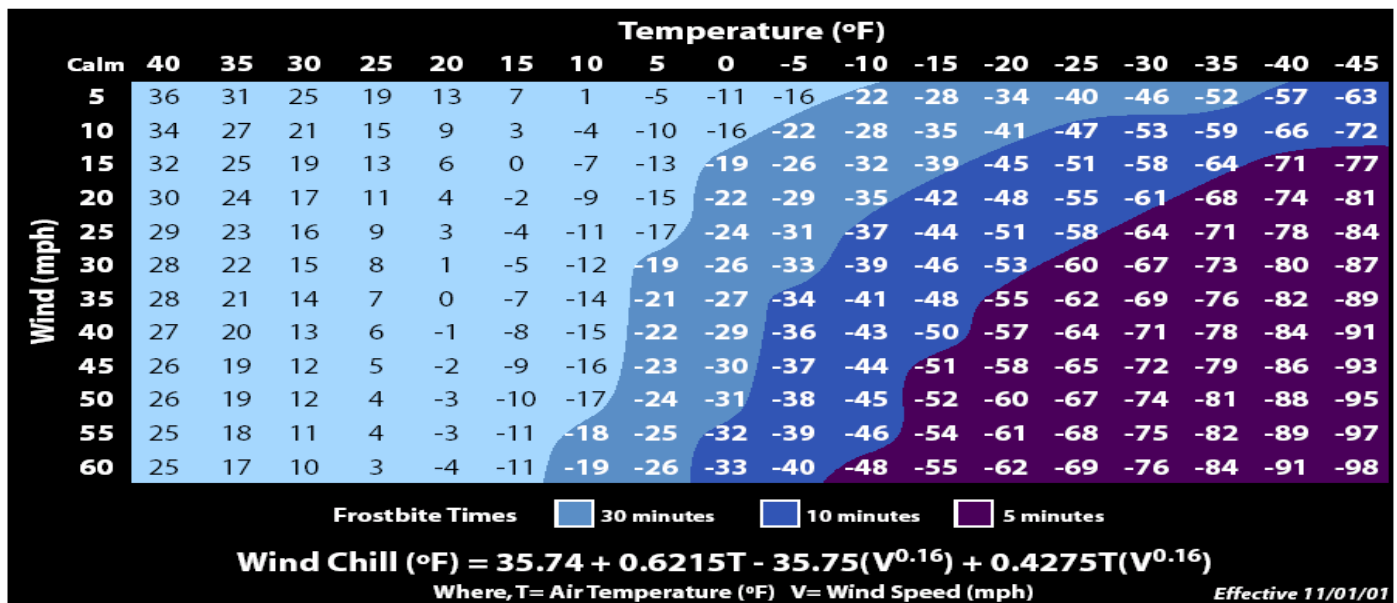 Temperature (ºF)
Calm 40 35 30 25 20 15 10 5 0 -5 -10 -15 -20 -25 -30 -35 -40 -45
Wind (mph)
5 36 31 25 19 13 7 1 -5 -11 -16 -22 -28 -34 -40 -46 -52 -57 -63
10 34 27 21 15 9 3 -4 -10 -16 -22 -28 -35 -41 -47 -53 -59 -66 -72
15 32 25 19 13 6 0 -7 -13 -19 -26 -32 -39 -45 -51 -58 -64 -71 -77
20 30 24 17 11 4 -2 -9 -15 -22 -29 -35 -42 -48 -55 -61 -68 -74 -81
25 29 23 16 9 3 -4 -11 -17 -24 -31 -37 -44 -51 -58 -64 -71 -78 -84
30 28 22 15 8 1 -5 -12 -19 -26 -33 -39 -46 -53 -60 -67 -73 -80 -87
35 28 21 14 7 0 -7 -14 -21 -27 -34 -41 -48 -55 -62 -69 -76 -82 -89
40 27 20 13 6 -1 -8 -15 -22 -29 -36 -43 -50 -57 -64 -71 -78 -84 -91
45 26 19 12 5 -2 -9 -16 -23 -30 -37 -44 -51 -58 -65 -72 -79 -86 -93
50 26 19 12 4 -3 -10 -17 -24 -31 -38 -45 -52 -60 -67 -74 -81 -88 -95
55 25 18 11 4 -3 -11 -18 -25 -32 -39 -46 -54 -61 -68 -75 -82 -89 -97
60 25 17 10 3 -4 -11 -19 -26 -33 -40 -48 -55 -62 -69 -76 -84 -91 -98
Frostbite Times 30 minutes 10 minutes 5 minutes
Wind Chill (ºF) = 35.74 + 0.6215T - 35.75(V^0.16) + 0.4275T(V^0.16)
Where, T= Air Temperature (ºF) V= Wind Speed (mph) Effective 11/01/01